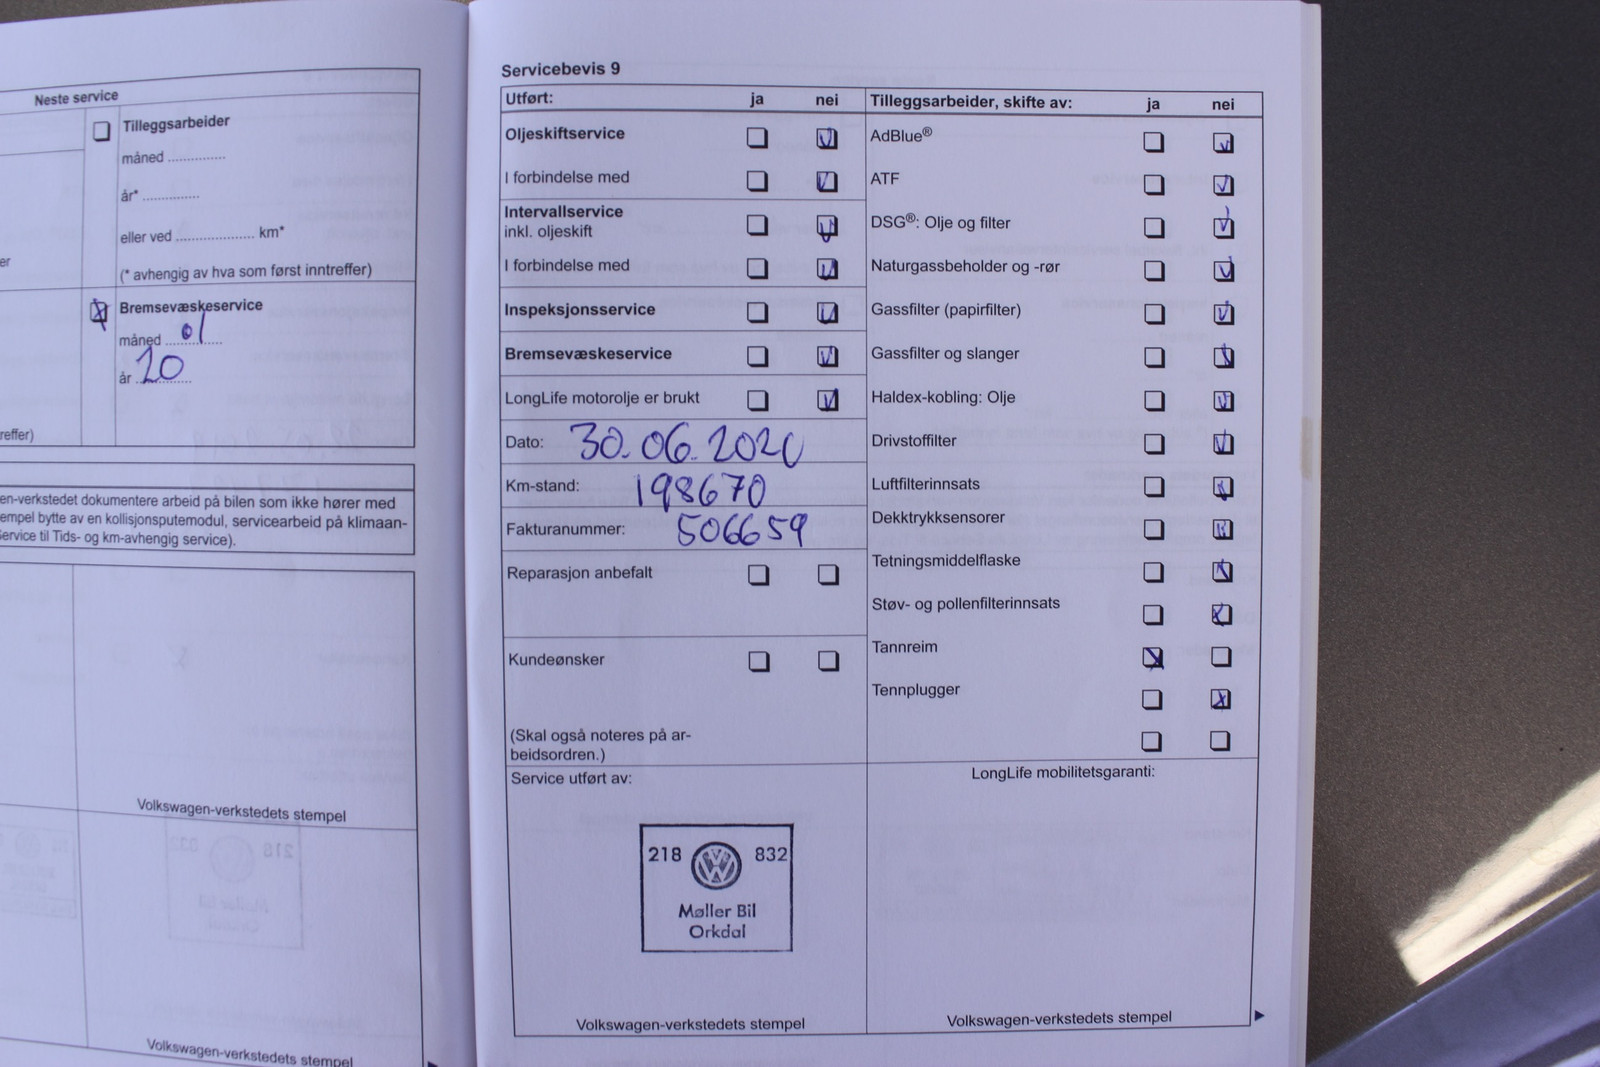 Neste service
Tilleggsarbeider
måned ..............
år* ..............
eller ved ................... km*
er
(* avhengig av hva som først inntreffer)
Bremsevæskeservice
måned 01
år 20
reffer)
en-verkstedet dokumentere arbeid på bilen som ikke hører med
empel bytte av en kollisjonsputemodul, servicearbeid på klimaan-
Service til Tids- og km-avhengig service).
Volkswagen-verkstedets stempel
Volkswagen-verkstedets stempel
Servicebevis 9
Utført: ja nei
Oljeskiftservice
I forbindelse med
Intervallservice
inkl. oljeskift
I forbindelse med
Inspeksjonsservice
Bremsevæskeservice
LongLife motorolje er brukt
Dato: 30.06.2020
Km-stand: 198670
Fakturanummer: 506659
Reparasjon anbefalt
Kundeønsker
(Skal også noteres på ar-
beidsordren.)
Service utført av:
218 832
Møller Bil
Orkdal
Volkswagen-verkstedets stempel
Tilleggsarbeider, skifte av: ja nei
AdBlue®
ATF
DSG®: Olje og filter
Naturgassbeholder og -rør
Gassfilter (papirfilter)
Gassfilter og slanger
Haldex-kobling: Olje
Drivstoffilter
Luftfilterinnsats
Dekktrykksensorer
Tetningsmiddelflaske
Støv- og pollenfilterinnsats
Tannreim
Tennplugger
LongLife mobilitetsgaranti:
Volkswagen-verkstedets stempel